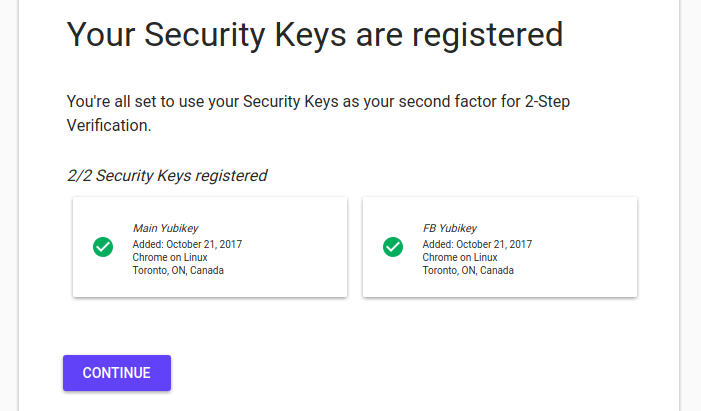 Your Security Keys are registered
You're all set to use your Security Keys as your second factor for 2-Step
Verification.
2/2 Security Keys registered
Main Yubikey
Added: October 21, 2017
Chrome on Linux
Toronto, ON, Canada
FB Yubikey
Added: October 21, 2017
Chrome on Linux
Toronto, ON, Canada
CONTINUE